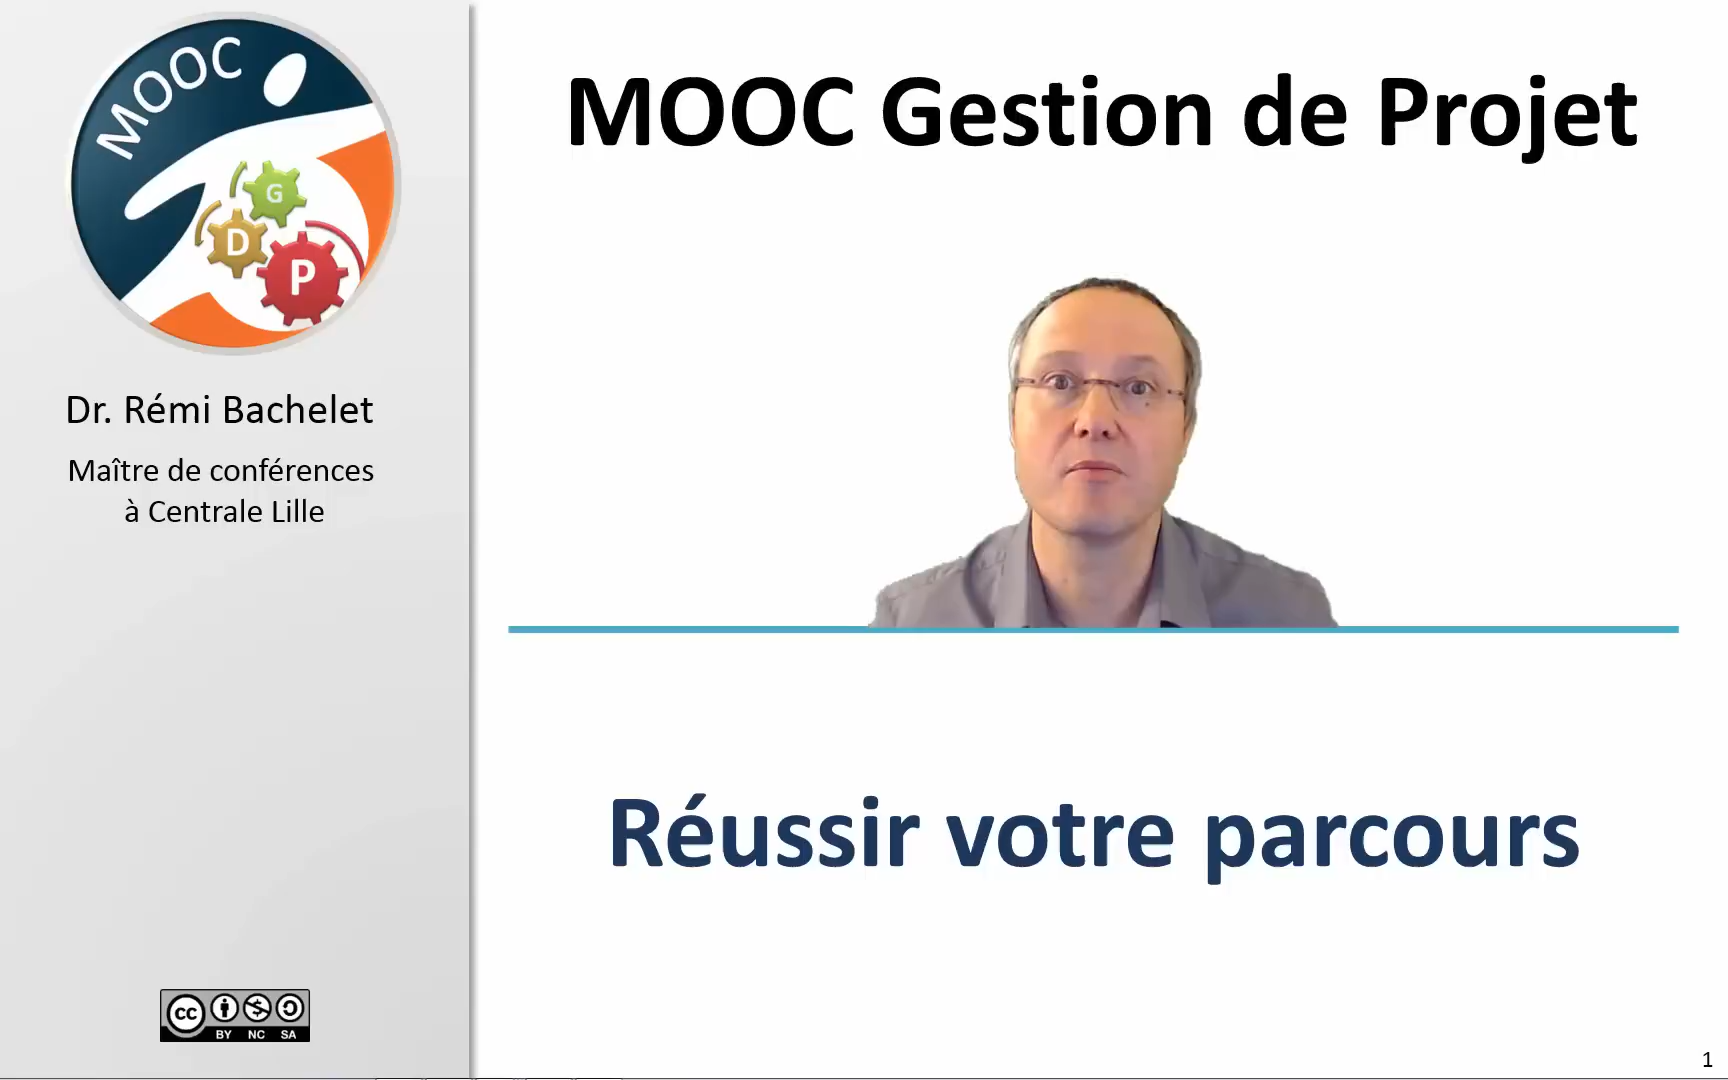 MOOC
G
D
P
Dr. Rémi Bachelet
Maître de conférences
à Centrale Lille
cc
BY NC SA
MOOC Gestion de Projet
Réussir votre parcours
1